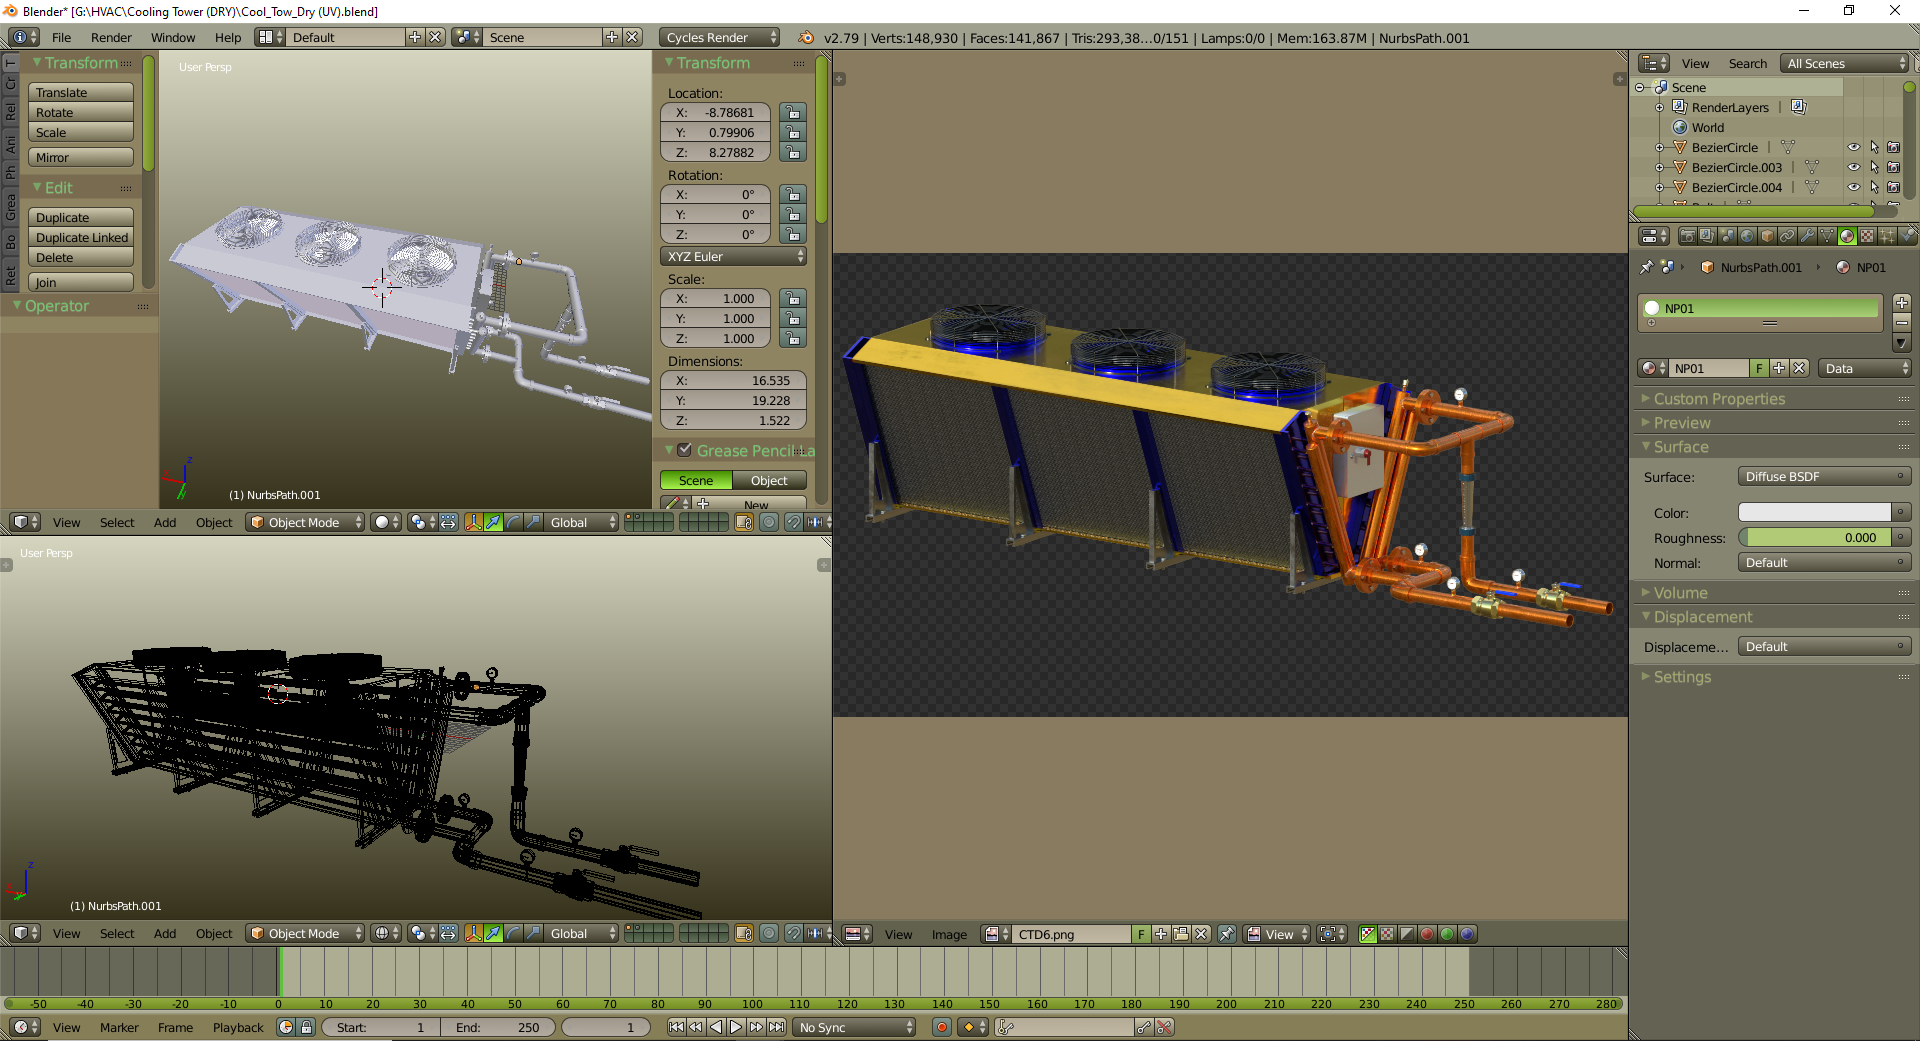 Blender* [G:\HVAC\Cooling Tower (DRY)\Cool_Tow_Dry (UV).blend]
File Render Window Help Default Scene Cycles Render v2.79 | Verts:148,930 | Faces:141,867 | Tris:293,38...0/151 | Lamps:0/0 | Mem:163.87M | NurbsPath.001
T
Cr
Rel
Ani
Ph
Grea
Bo
Ret
Transform
Translate
Rotate
Scale
Mirror
Edit
Duplicate
Duplicate Linked
Delete
Join
Operator
User Persp
(1) NurbsPath.001
Transform
Location:
X: -8.78681
Y: 0.79906
Z: 8.27882
Rotation:
X: 0°
Y: 0°
Z: 0°
XYZ Euler
Scale:
X: 1.000
Y: 1.000
Z: 1.000
Dimensions:
X: 16.535
Y: 19.228
Z: 1.522
Grease Pencil La
Scene Object
New
View Select Add Object Object Mode Global
User Persp
(1) NurbsPath.001
View Select Add Object Object Mode Global
View Image CTD6.png F View
View Search All Scenes
Scene
RenderLayers
World
BezierCircle
BezierCircle.003
BezierCircle.004
NurbsPath.001 NP01
NP01
NP01 F Data
Custom Properties
Preview
Surface
Surface: Diffuse BSDF
Color:
Roughness: 0.000
Normal: Default
Volume
Displacement
Displaceme... Default
Settings
-50 -40 -30 -20 -10 0 10 20 30 40 50 60 70 80 90 100 110 120 130 140 150 160 170 180 190 200 210 220 230 240 250 260 270 280
View Marker Frame Playback Start: 1 End: 250 1 No Sync